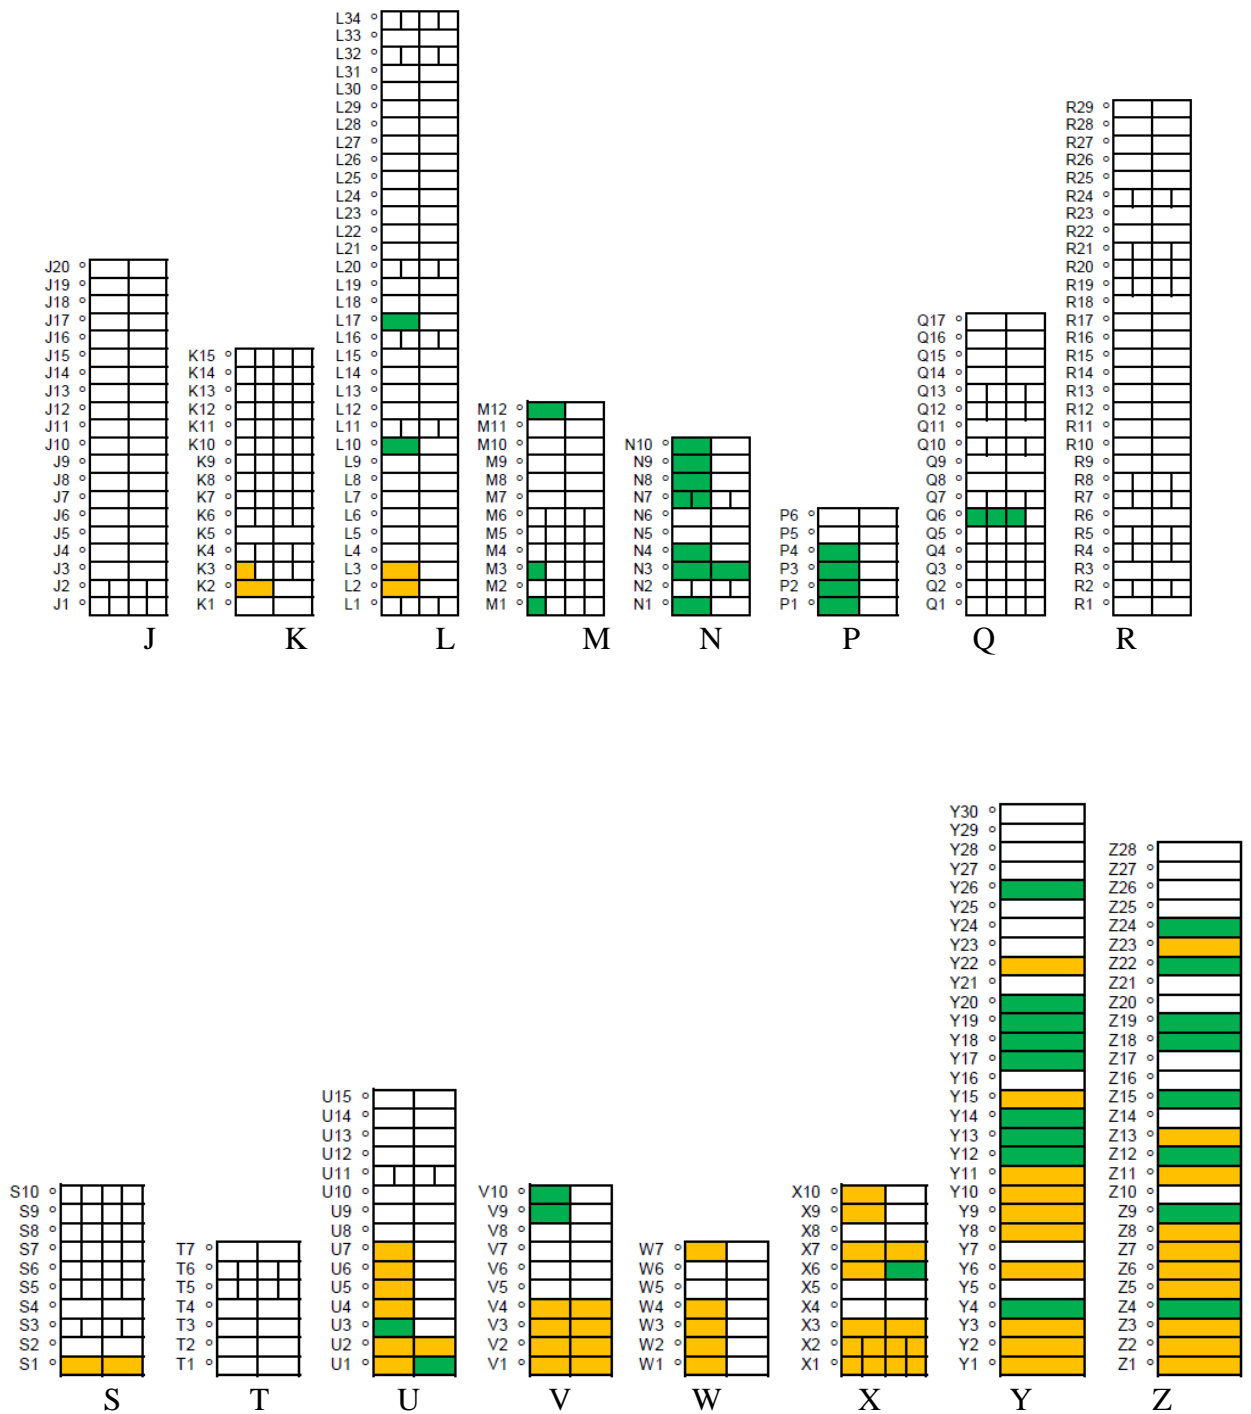 L34
L33
L32
L31
L30
L29
L28
L27
L26
L25
L24
L23
L22
L21
L20
L19
L18
L17
L16
L15
L14
L13
L12
L11
L10
L9
L8
L7
L6
L5
L4
L3
L2
L1
R29
R28
R27
R26
R25
R24
R23
R22
R21
R20
R19
R18
R17
R16
R15
R14
R13
R12
R11
R10
R9
R8
R7
R6
R5
R4
R3
R2
R1
J20
J19
J18
J17
J16
J15
J14
J13
J12
J11
J10
J9
J8
J7
J6
J5
J4
J3
J2
J1
K15
K14
K13
K12
K11
K10
K9
K8
K7
K6
K5
K4
K3
K2
K1
M12
M11
M10
M9
M8
M7
M6
M5
M4
M3
M2
M1
N10
N9
N8
N7
N6
N5
N4
N3
N2
N1
P6
P5
P4
P3
P2
P1
Q17
Q16
Q15
Q14
Q13
Q12
Q11
Q10
Q9
Q8
Q7
Q6
Q5
Q4
Q3
Q2
Q1
J K L M N P Q R
Y30
Y29
Y28
Y27
Y26
Y25
Y24
Y23
Y22
Y21
Y20
Y19
Y18
Y17
Y16
Y15
Y14
Y13
Y12
Y11
Y10
Y9
Y8
Y7
Y6
Y5
Y4
Y3
Y2
Y1
Z28
Z27
Z26
Z25
Z24
Z23
Z22
Z21
Z20
Z19
Z18
Z17
Z16
Z15
Z14
Z13
Z12
Z11
Z10
Z9
Z8
Z7
Z6
Z5
Z4
Z3
Z2
Z1
S10
S9
S8
S7
S6
S5
S4
S3
S2
S1
T7
T6
T5
T4
T3
T2
T1
U15
U14
U13
U12
U11
U10
U9
U8
U7
U6
U5
U4
U3
U2
U1
V10
V9
V8
V7
V6
V5
V4
V3
V2
V1
W7
W6
W5
W4
W3
W2
W1
X10
X9
X8
X7
X6
X5
X4
X3
X2
X1
S T U V W X Y Z